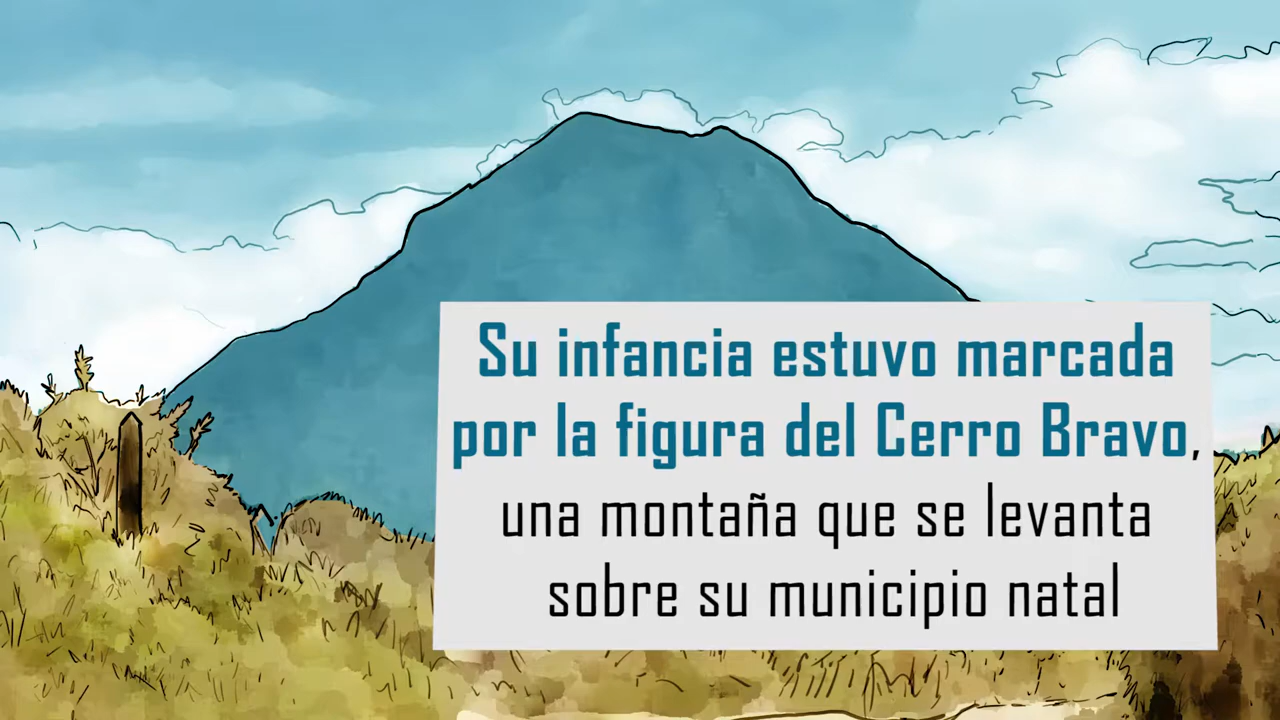 Su infancia estuvo marcada
por la figura del Cerro Bravo,
una montaña que se levanta
sobre su municipio natal